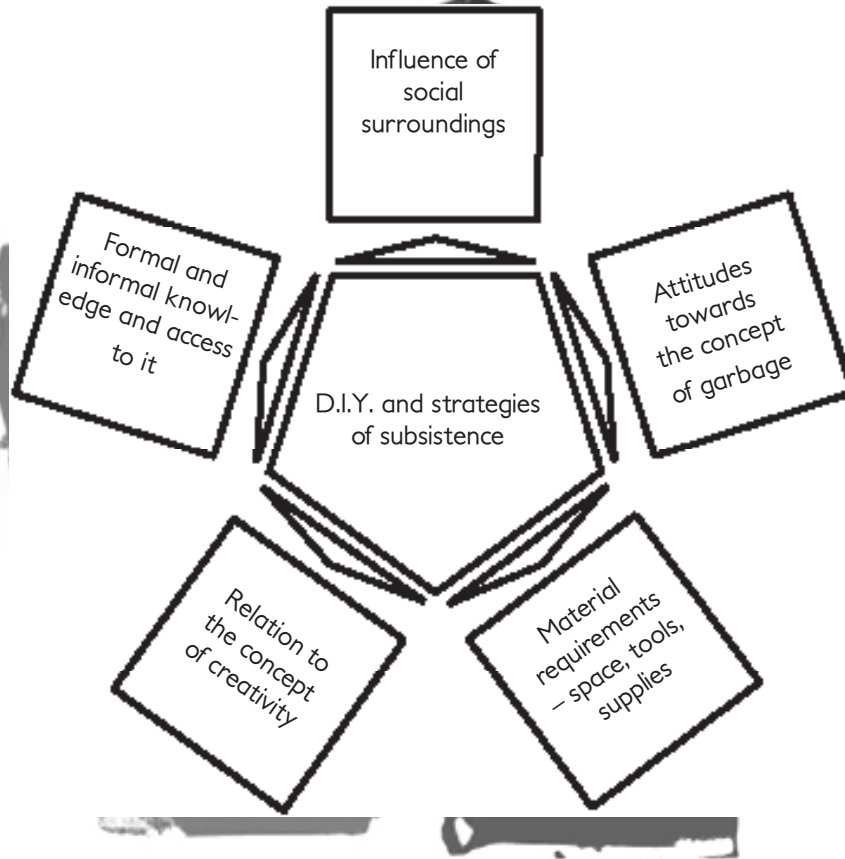 Influence of
social
surroundings
Formal and
informal knowl-
edge and access
to it
Attitudes
towards
the concept
of garbage
D.I.Y. and strategies
of subsistence
Relation to
the concept
of creativity
Material
requirements
– space, tools,
supplies